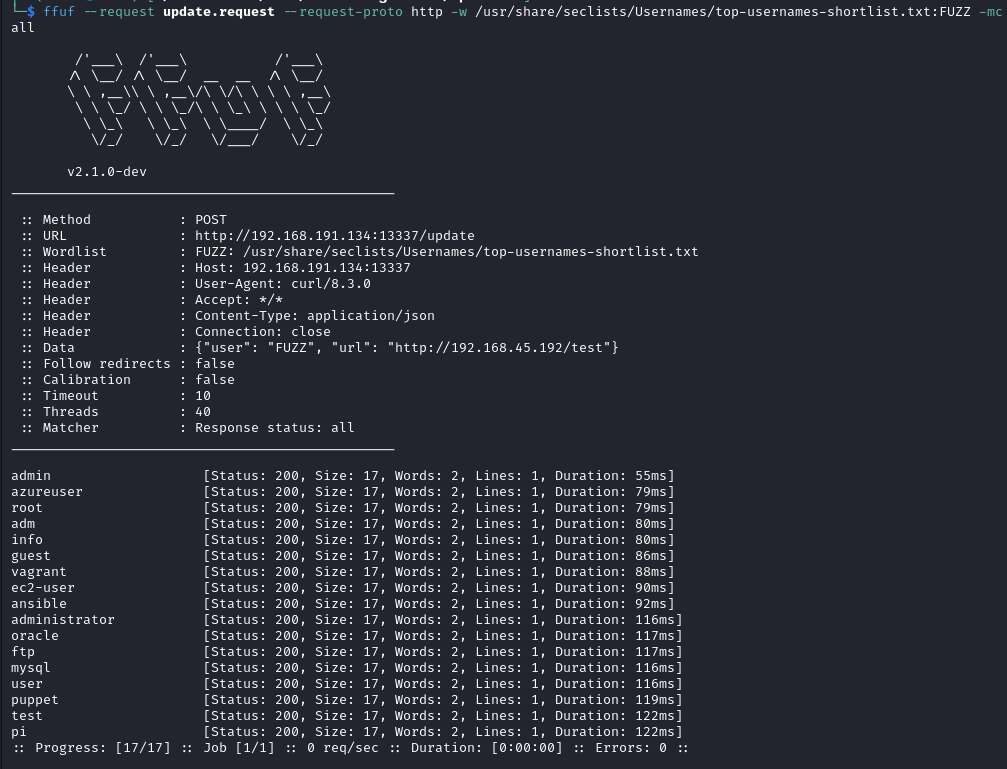 └─$ ffuf --request update.request --request-proto http -w /usr/share/seclists/Usernames/top-usernames-shortlist.txt:FUZZ -mc
all
        /'___\  /'___\           /'___\
       /\ \__/ /\ \__/  __  __  /\ \__/
       \ \ ,__\\ \ ,__\/\ \/\ \ \ \ ,__\
        \ \ \_/ \ \ \_/\ \ \_\ \ \ \ \_/
         \ \_\   \ \_\  \ \____/  \ \_\
          \/_/    \/_/   \/___/    \/_/
       v2.1.0-dev
________________________________________________
 :: Method           : POST
 :: URL              : http://192.168.191.134:13337/update
 :: Wordlist         : FUZZ: /usr/share/seclists/Usernames/top-usernames-shortlist.txt
 :: Header           : Host: 192.168.191.134:13337
 :: Header           : User-Agent: curl/8.3.0
 :: Header           : Accept: */*
 :: Header           : Content-Type: application/json
 :: Header           : Connection: close
 :: Data             : {"user": "FUZZ", "url": "http://192.168.45.192/test"}
 :: Follow redirects : false
 :: Calibration      : false
 :: Timeout          : 10
 :: Threads          : 40
 :: Matcher          : Response status: all
________________________________________________
admin                   [Status: 200, Size: 17, Words: 2, Lines: 1, Duration: 55ms]
azureuser               [Status: 200, Size: 17, Words: 2, Lines: 1, Duration: 79ms]
root                    [Status: 200, Size: 17, Words: 2, Lines: 1, Duration: 79ms]
adm                     [Status: 200, Size: 17, Words: 2, Lines: 1, Duration: 80ms]
info                    [Status: 200, Size: 17, Words: 2, Lines: 1, Duration: 80ms]
guest                   [Status: 200, Size: 17, Words: 2, Lines: 1, Duration: 86ms]
vagrant                 [Status: 200, Size: 17, Words: 2, Lines: 1, Duration: 88ms]
ec2-user                [Status: 200, Size: 17, Words: 2, Lines: 1, Duration: 90ms]
ansible                 [Status: 200, Size: 17, Words: 2, Lines: 1, Duration: 92ms]
administrator           [Status: 200, Size: 17, Words: 2, Lines: 1, Duration: 116ms]
oracle                  [Status: 200, Size: 17, Words: 2, Lines: 1, Duration: 117ms]
ftp                     [Status: 200, Size: 17, Words: 2, Lines: 1, Duration: 117ms]
mysql                   [Status: 200, Size: 17, Words: 2, Lines: 1, Duration: 116ms]
user                    [Status: 200, Size: 17, Words: 2, Lines: 1, Duration: 116ms]
puppet                  [Status: 200, Size: 17, Words: 2, Lines: 1, Duration: 119ms]
test                    [Status: 200, Size: 17, Words: 2, Lines: 1, Duration: 122ms]
pi                      [Status: 200, Size: 17, Words: 2, Lines: 1, Duration: 122ms]
:: Progress: [17/17] :: Job [1/1] :: 0 req/sec :: Duration: [0:00:00] :: Errors: 0 ::